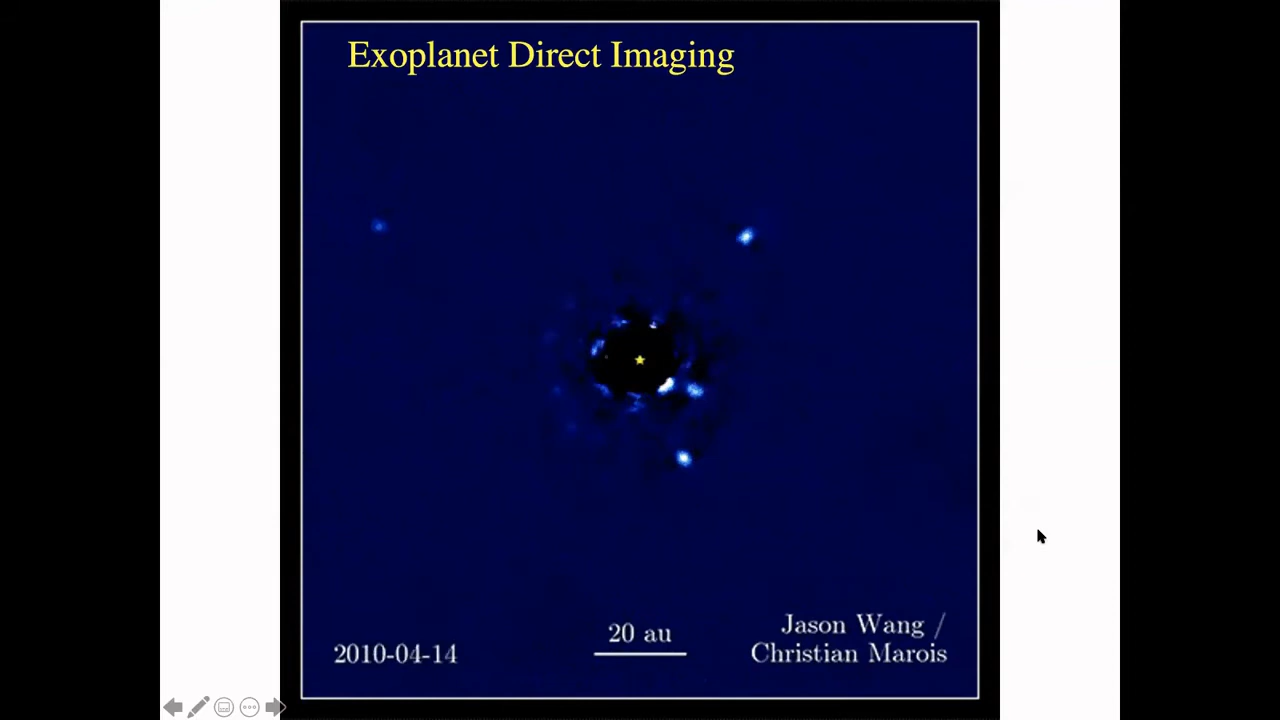 Exoplanet Direct Imaging
20 au
Jason Wang /
Christian Marois
2010-04-14